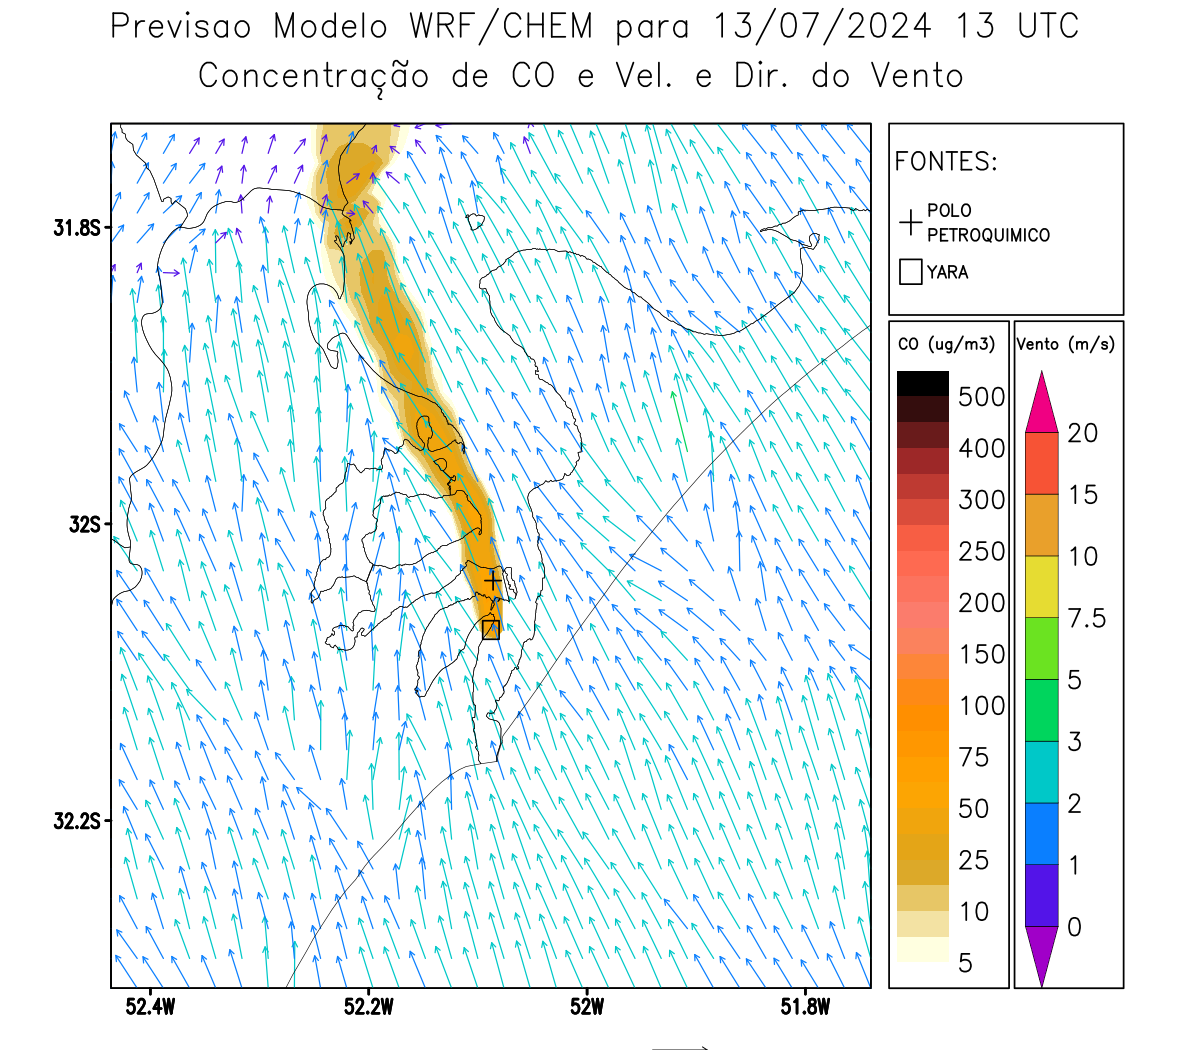 Previsao Modelo WRF/CHEM para 13/07/2024 13 UTC
Concentração de CO e Vel. e Dir. do Vento
FONTES:
POLO
PETROQUIMICO
YARA
CO (ug/m3)
500
400
300
250
200
150
100
75
50
25
10
5
Vento (m/s)
20
15
10
7.5
5
3
2
1
0
31.8S
32S
32.2S
52.4W
52.2W
52W
51.8W